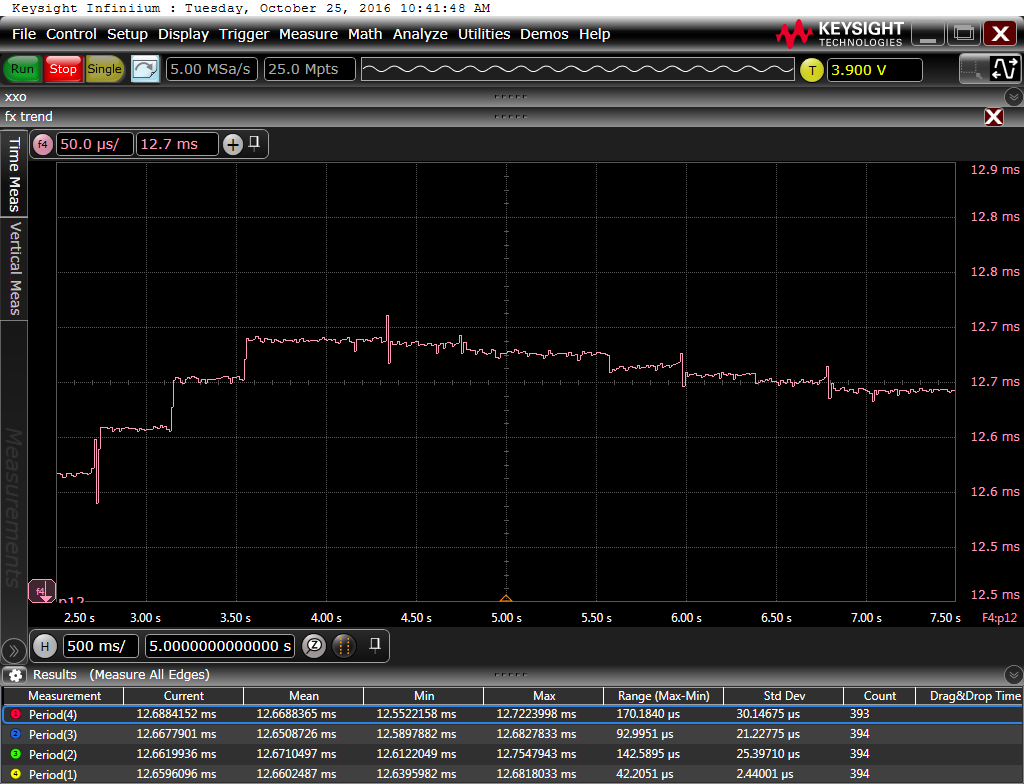 Keysight Infiniium : Tuesday, October 25, 2016 10:41:48 AM
File Control Setup Display Trigger Measure Math Analyze Utilities Demos Help
KEYSIGHT TECHNOLOGIES
Run Stop Single 5.00 MSa/s 25.0 Mpts T 3.900 V
xxo
fx trend
f4 50.0 µs/ 12.7 ms
Time Meas
Vertical Meas
Measurements
12.9 ms
12.8 ms
12.8 ms
12.7 ms
12.7 ms
12.6 ms
12.6 ms
12.5 ms
12.5 ms
f4 p12
2.50 s 3.00 s 3.50 s 4.00 s 4.50 s 5.00 s 5.50 s 6.00 s 6.50 s 7.00 s 7.50 s F4:p12
H 500 ms/ 5.0000000000000 s Z
Results (Measure All Edges)
Measurement Current Mean Min Max Range (Max-Min) Std Dev Count Drag&Drop Time
1 Period(4) 12.6884152 ms 12.6688365 ms 12.5522158 ms 12.7223998 ms 170.1840 µs 30.14675 µs 393
2 Period(3) 12.6677901 ms 12.6508726 ms 12.5897882 ms 12.6827833 ms 92.9951 µs 21.22775 µs 394
3 Period(2) 12.6619936 ms 12.6710497 ms 12.6122049 ms 12.7547943 ms 142.5895 µs 25.39710 µs 394
4 Period(1) 12.6596096 ms 12.6602487 ms 12.6395982 ms 12.6818033 ms 42.2051 µs 2.44001 µs 394